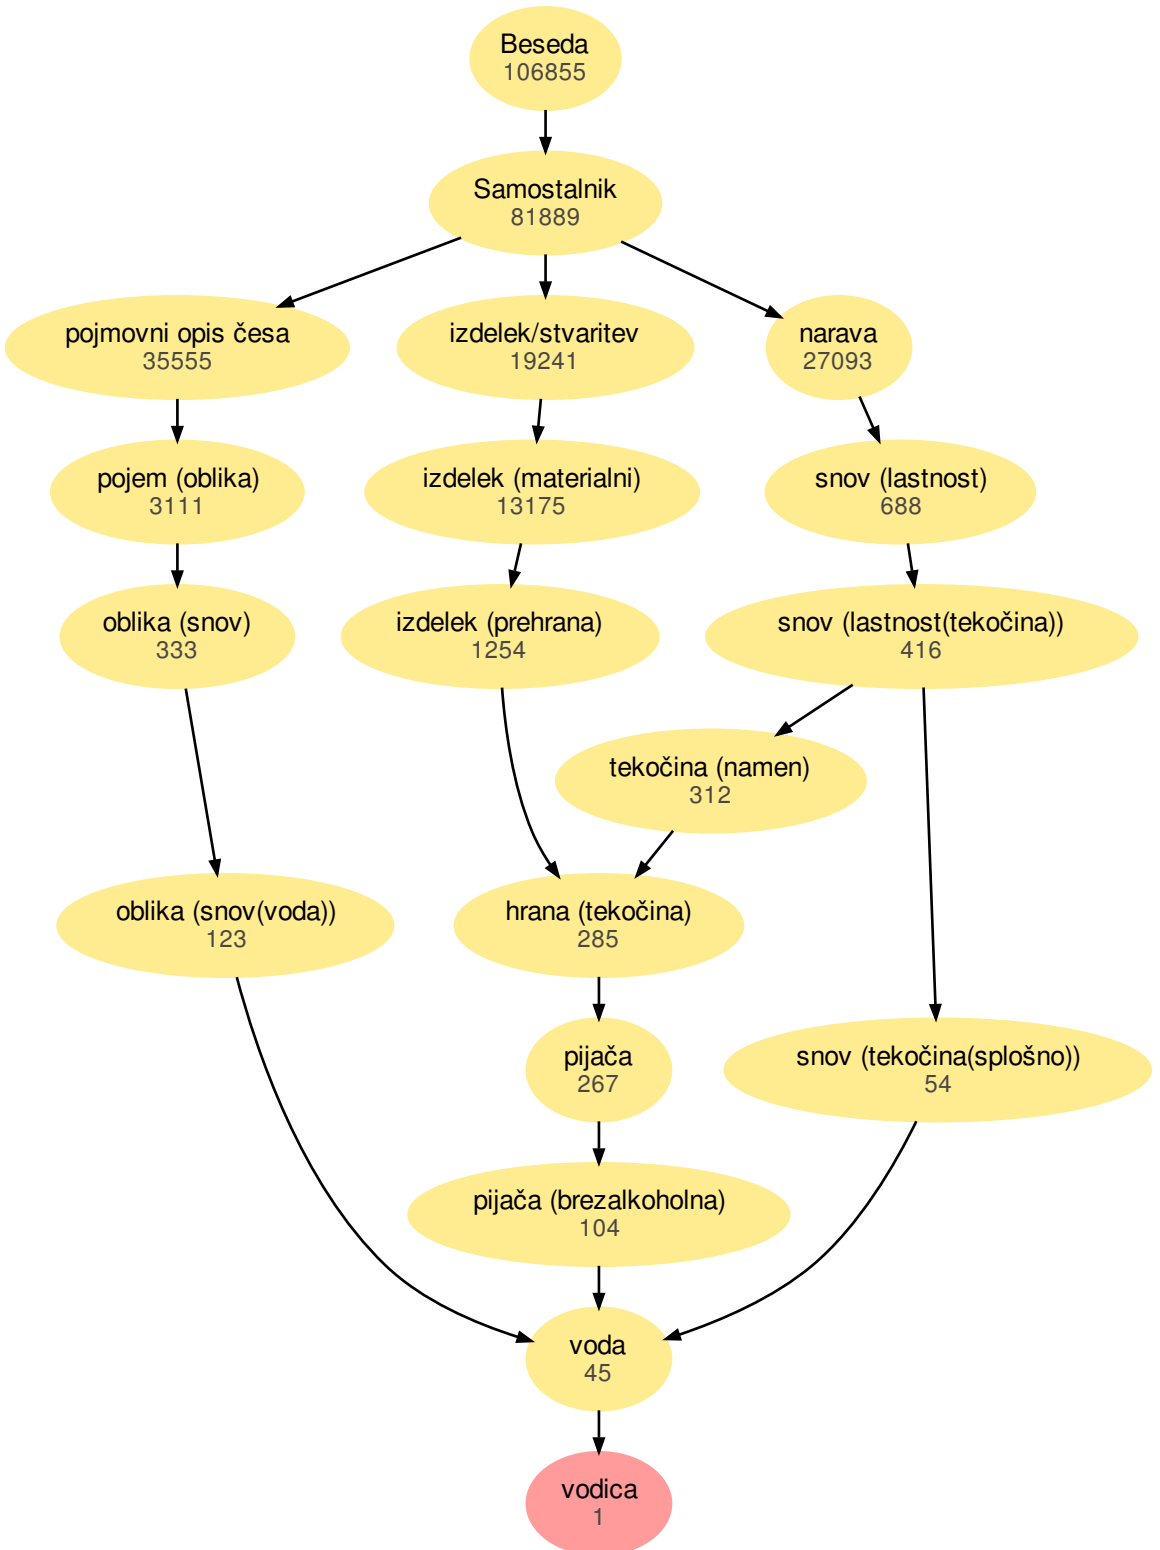 Beseda
106855
Samostalnik
81889
pojmovni opis česa
35555
izdelek/stvaritev
19241
narava
27093
pojem (oblika)
3111
izdelek (materialni)
13175
snov (lastnost)
688
oblika (snov)
333
izdelek (prehrana)
1254
snov (lastnost(tekočina))
416
tekočina (namen)
312
oblika (snov(voda))
123
hrana (tekočina)
285
pijača
267
snov (tekočina(splošno))
54
pijača (brezalkoholna)
104
voda
45
vodica
1